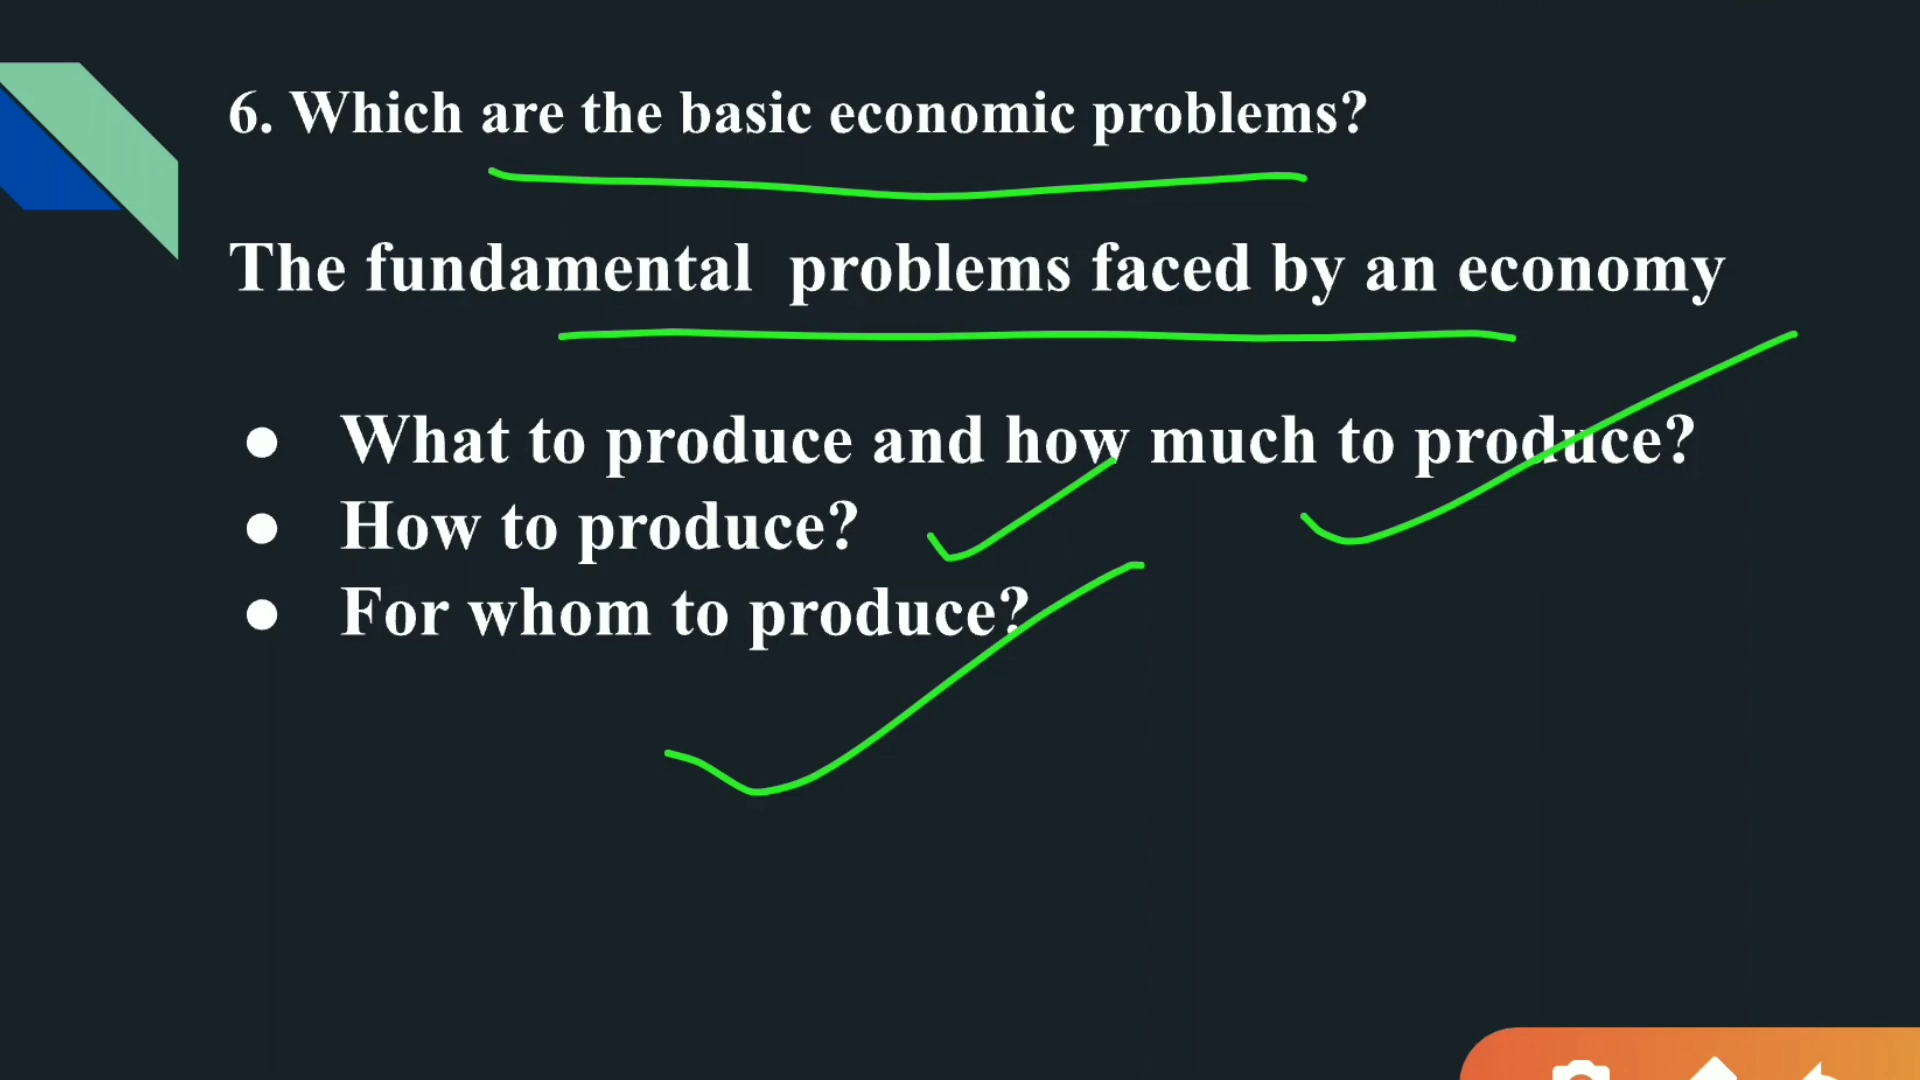 6. Which are the basic economic problems?
The fundamental problems faced by an economy
● What to produce and how much to produce?
● How to produce?
● For whom to produce?